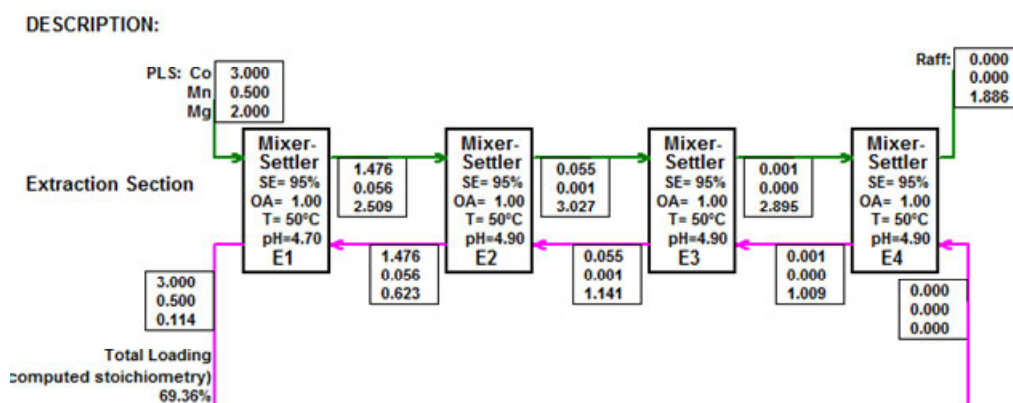 DESCRIPTION:
PLS: Co 3.000
Mn 0.500
Mg 2.000
Raff: 0.000
0.000
1.886
Extraction Section
Mixer-
Settler
SE= 95%
OA= 1.00
T= 50ºC
pH=4.70
E1
1.476
0.056
2.509
Mixer-
Settler
SE= 95%
OA= 1.00
T= 50ºC
pH=4.90
E2
0.055
0.001
3.027
Mixer-
Settler
SE= 95%
OA= 1.00
T= 50ºC
pH=4.90
E3
0.001
0.000
2.895
Mixer-
Settler
SE= 95%
OA= 1.00
T= 50ºC
pH=4.90
E4
3.000
0.500
0.114
1.476
0.056
0.623
0.055
0.001
1.141
0.001
0.000
1.009
0.000
0.000
0.000
Total Loading
computed stoichiometry)
69.36%